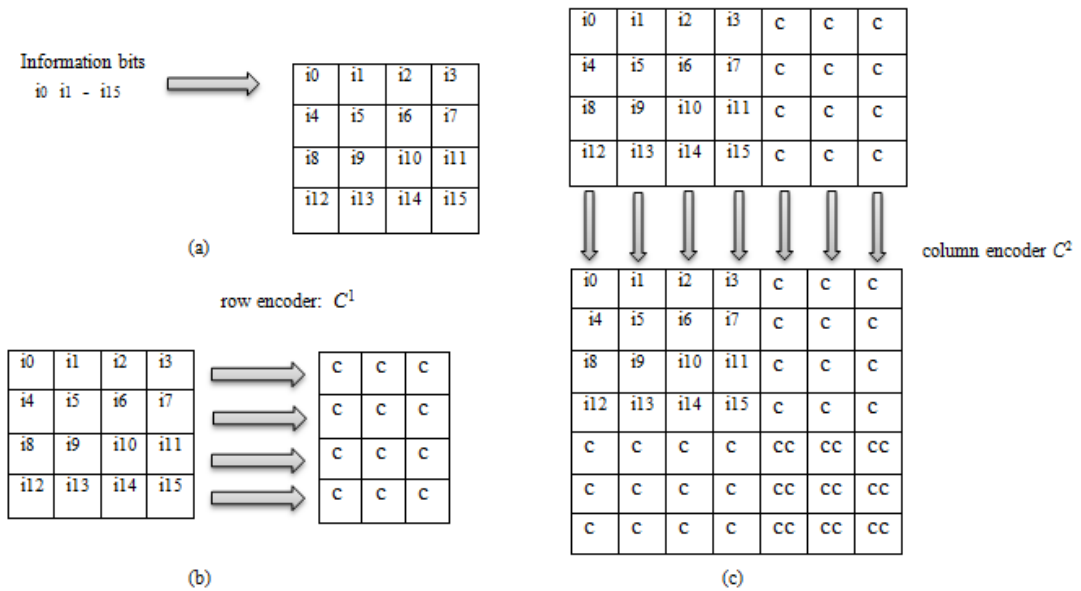 Information bits
i0 i1 - i15
i0 i1 i2 i3
i4 i5 i6 i7
i8 i9 i10 i11
i12 i13 i14 i15
(a)
row encoder: C¹
i0 i1 i2 i3
i4 i5 i6 i7
i8 i9 i10 i11
i12 i13 i14 i15
c c c
c c c
c c c
c c c
(b)
i0 i1 i2 i3 c c c
i4 i5 i6 i7 c c c
i8 i9 i10 i11 c c c
i12 i13 i14 i15 c c c
column encoder C²
i0 i1 i2 i3 c c c
i4 i5 i6 i7 c c c
i8 i9 i10 i11 c c c
i12 i13 i14 i15 c c c
c c c c cc cc cc
c c c c cc cc cc
c c c c cc cc cc
(c)